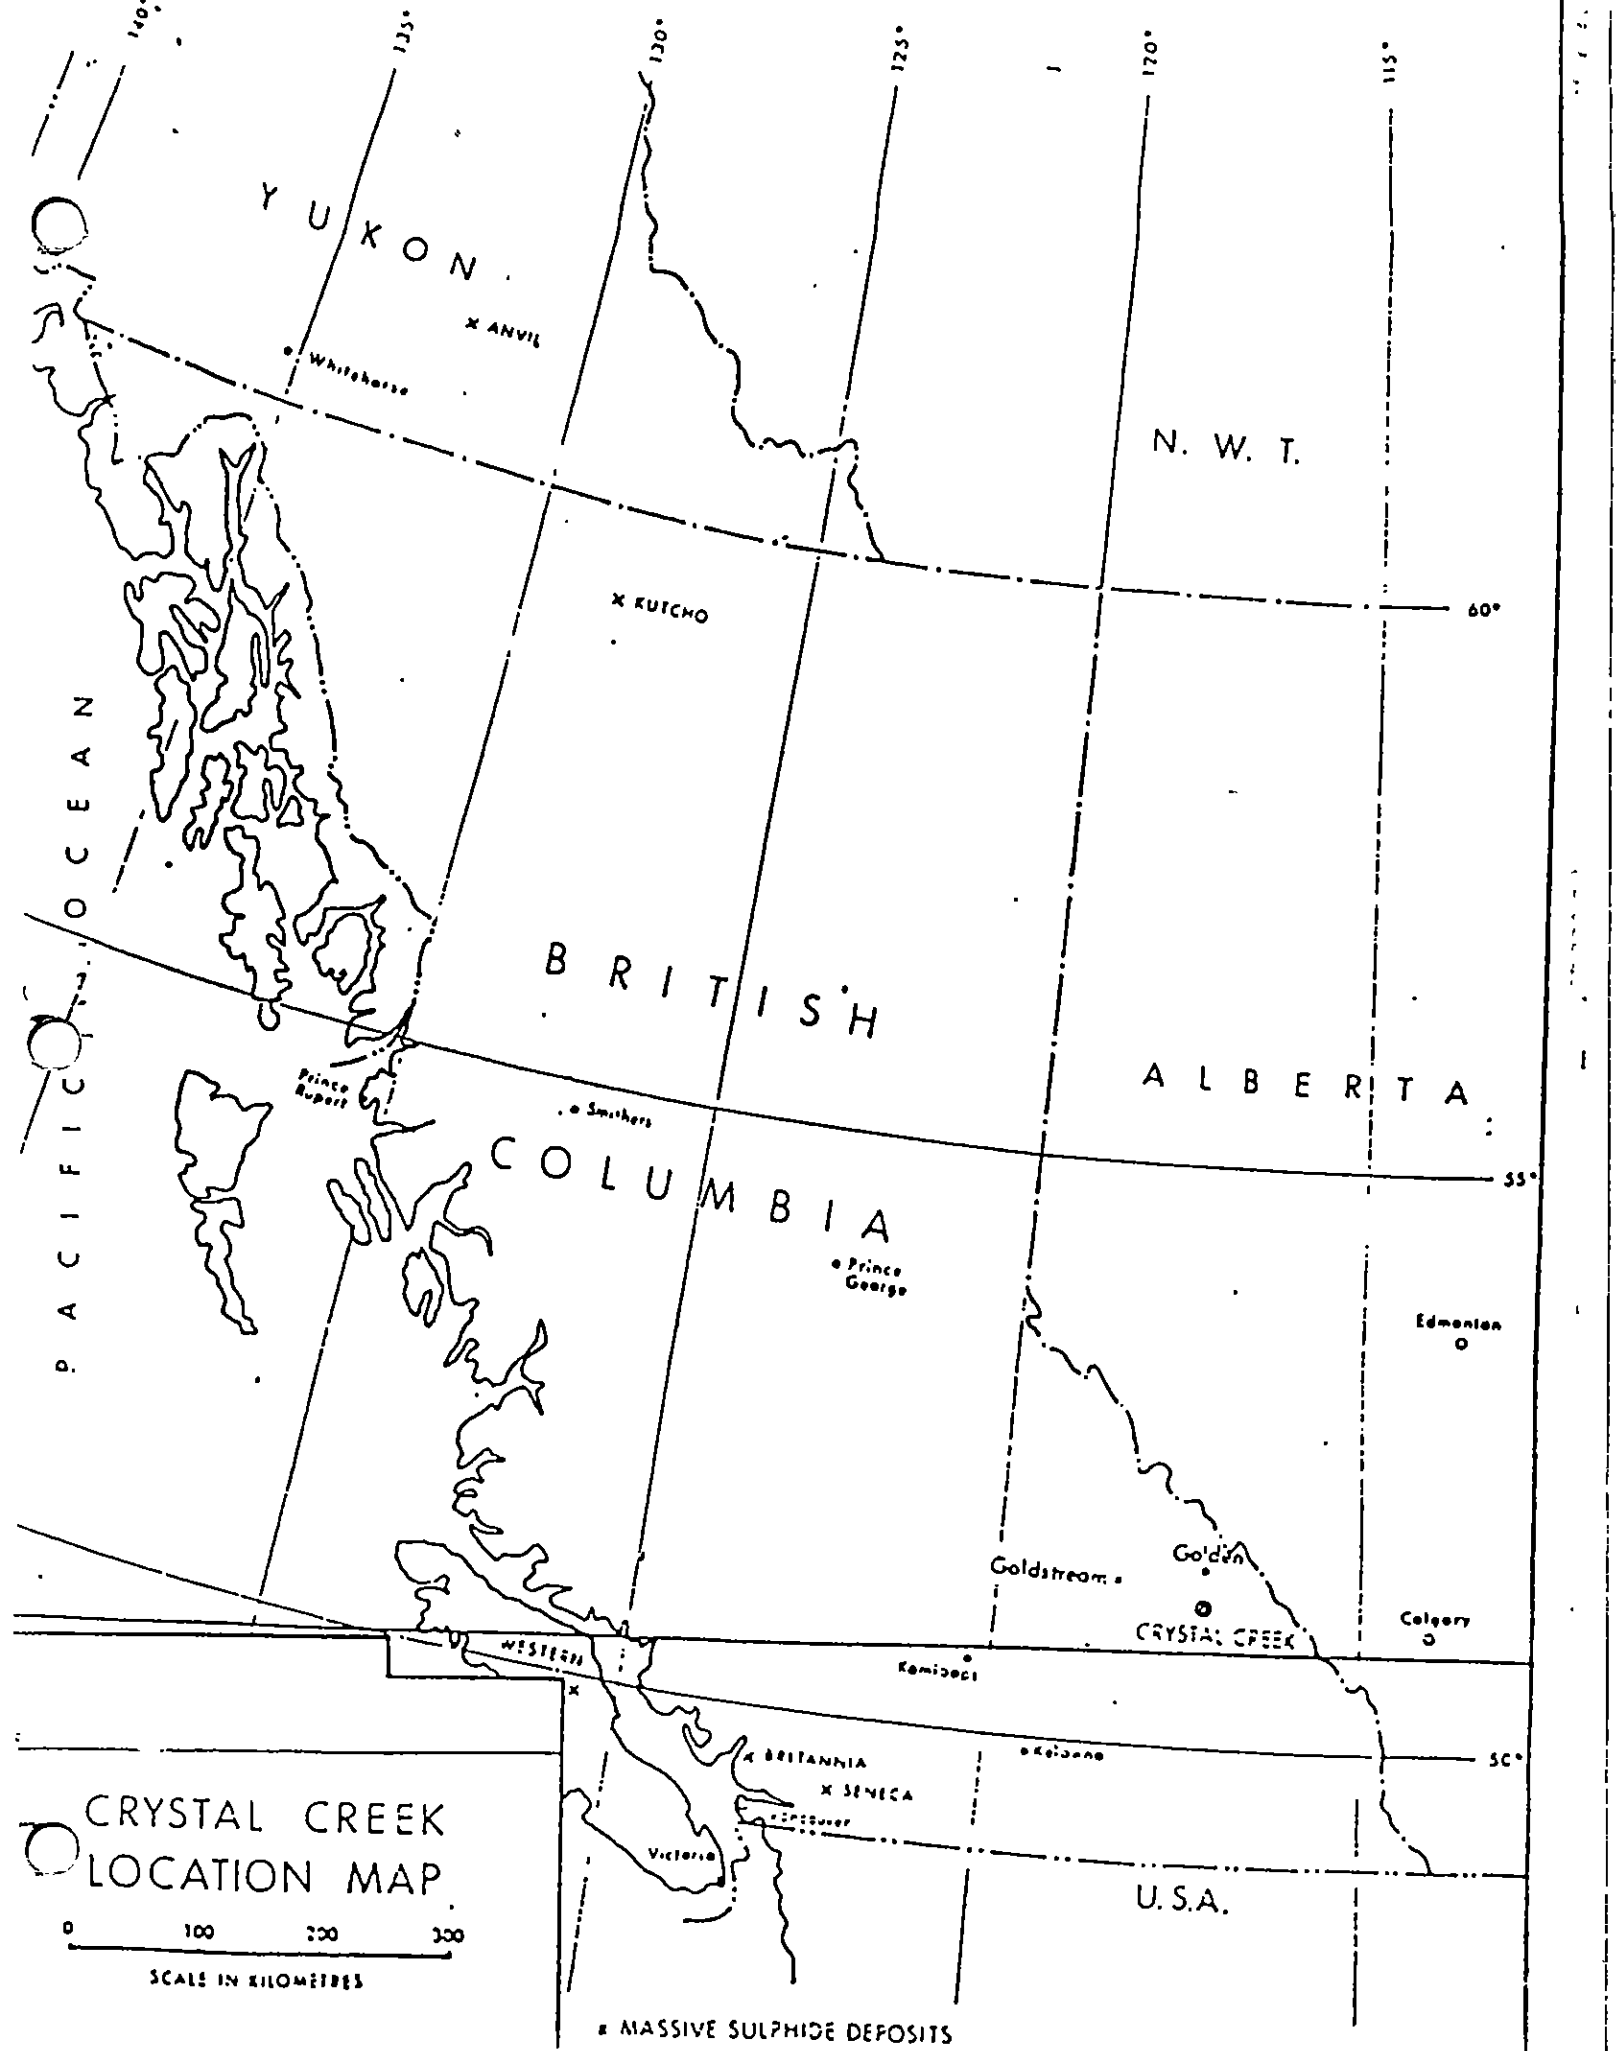 140°
135°
130°
125°
120°
115°
YUKON
x ANVIL
Whitehorse
N. W. T.
x KUTCHO
60°
PACIFIC OCEAN
BRITISH
COLUMBIA
ALBERTA
Prince
Rupert
Smithers
55°
Prince
George
Edmonton
Golden
Goldstream
CRYSTAL CREEK
Calgary
WESTERN
x
Kamloops
x BRITANNIA
Kelowna
50°
x SENECA
Vancouver
Victoria
U.S.A.
CRYSTAL CREEK
LOCATION MAP
0 100 200 300
SCALE IN KILOMETRES
x MASSIVE SULPHIDE DEPOSITS